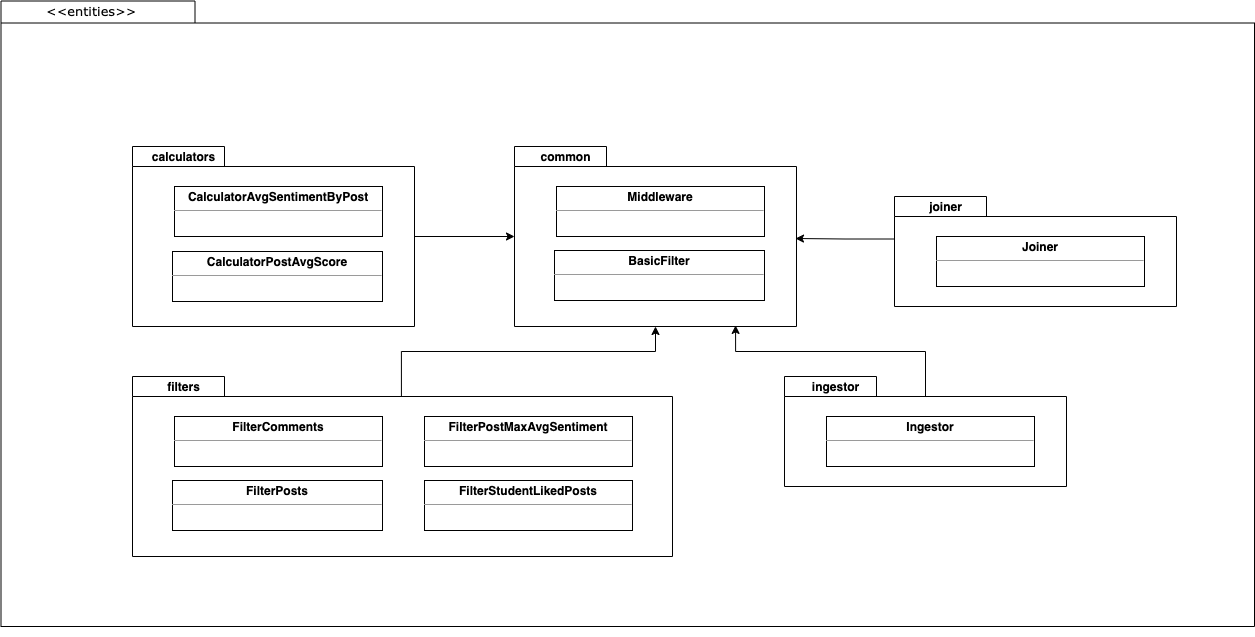 <<entities>>
calculators
CalculatorAvgSentimentByPost
CalculatorPostAvgScore
common
Middleware
BasicFilter
joiner
Joiner
filters
FilterComments
FilterPostMaxAvgSentiment
FilterPosts
FilterStudentLikedPosts
ingestor
Ingestor